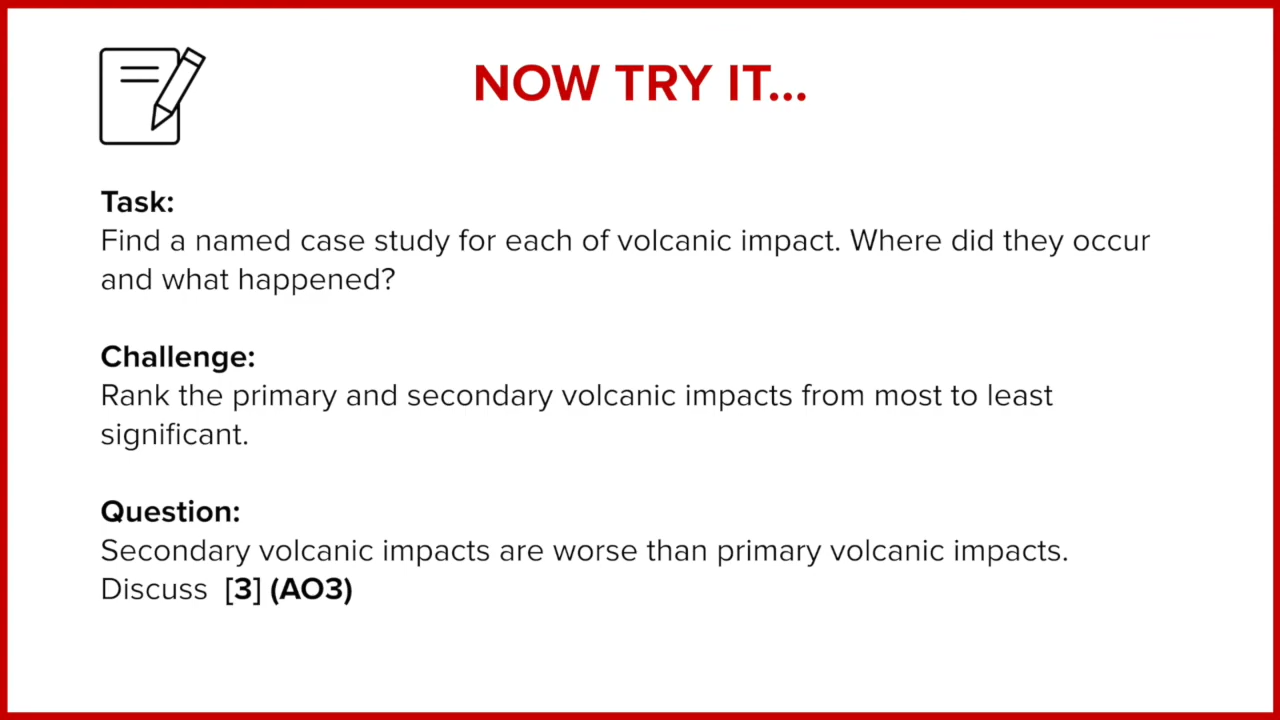 NOW TRY IT...
Task:
Find a named case study for each of volcanic impact. Where did they occur
and what happened?
Challenge:
Rank the primary and secondary volcanic impacts from most to least
significant.
Question:
Secondary volcanic impacts are worse than primary volcanic impacts.
Discuss [3] (AO3)